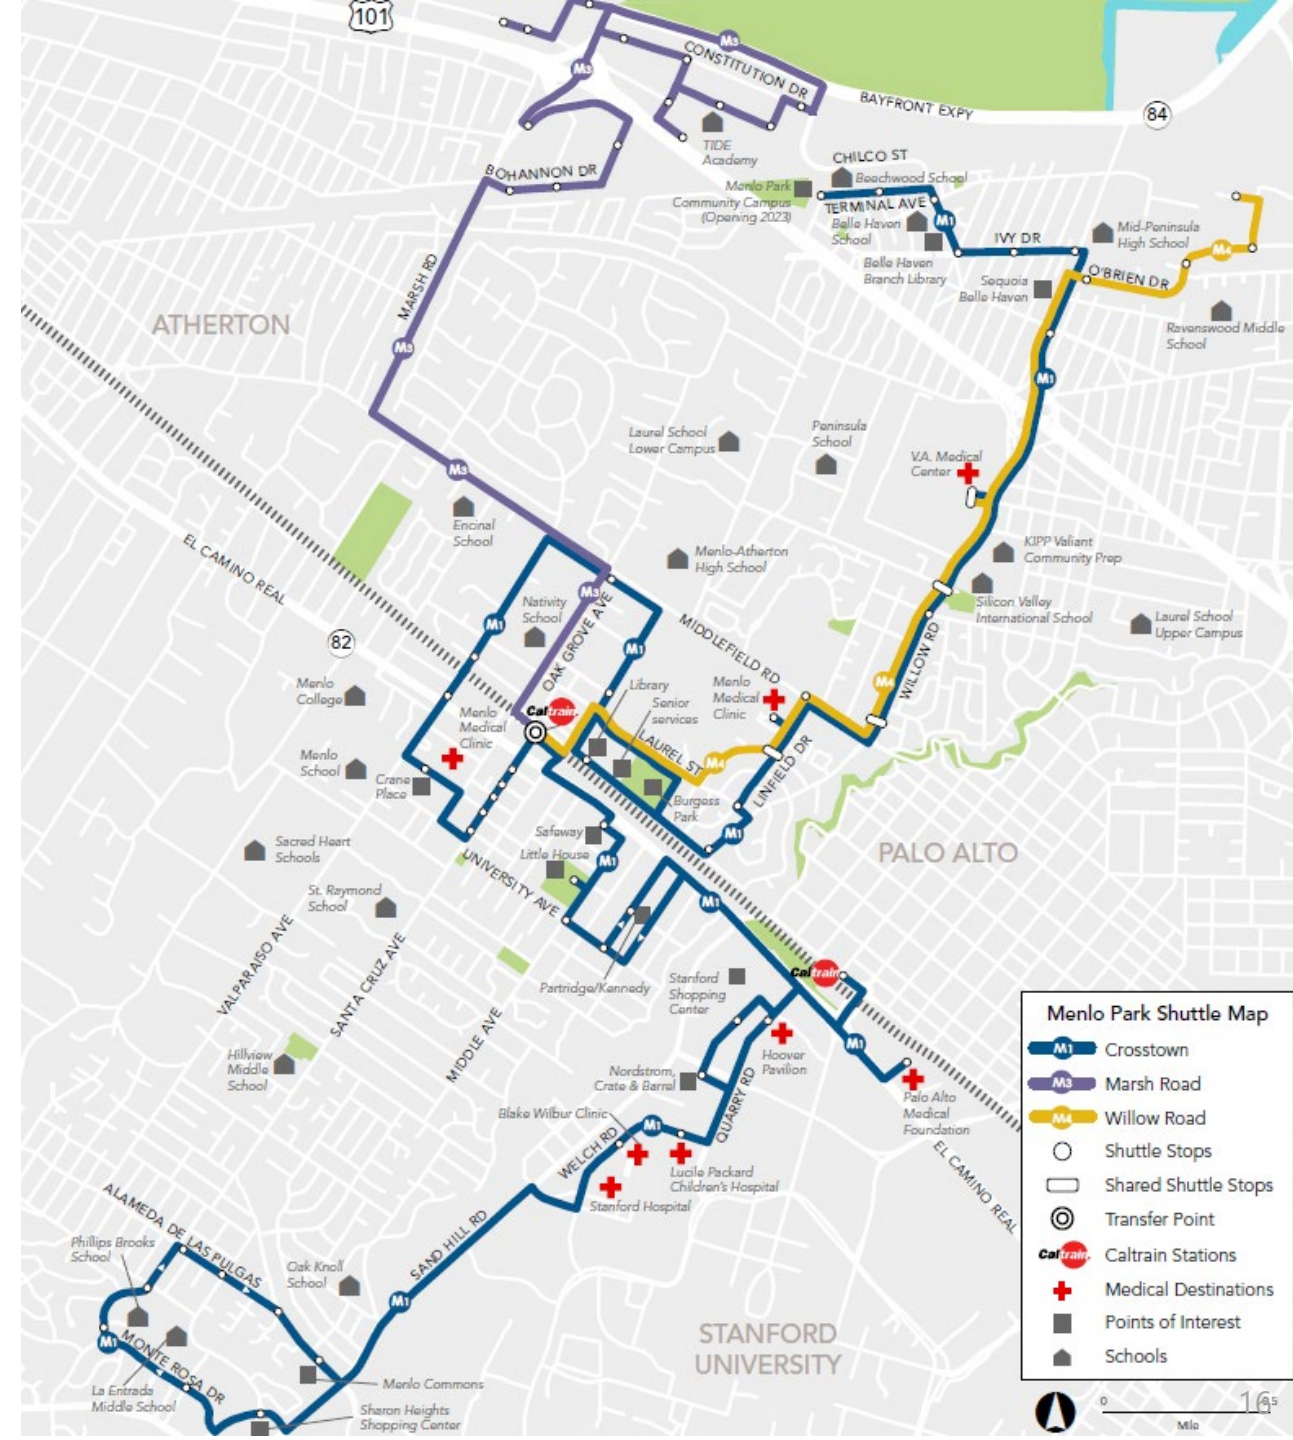 101
M3
CONSTITUTION DR
M3
BAYFRONT EXPY
84
TIDE
Academy
CHILCO ST
Beechwood School
BOHANNON DR
Menlo Park
Community Campus
(Opening 2023)
TERMINAL AVE
Belle Haven
School
M1
IVY DR
Mid-Peninsula
High School
M4
Belle Haven
Branch Library
Sequoia
Belle Haven
O'BRIEN DR
MARSH RD
ATHERTON
Ravenswood Middle
School
M3
M1
Laurel School
Lower Campus
Peninsula
School
V.A. Medical
Center
M3
Encinal
School
EL CAMINO REAL
Menlo-Atherton
High School
KIPP Valiant
Community Prep
M3
Nativity
School
M1
OAK GROVE AVE
Silicon Valley
International School
Laurel School
Upper Campus
82
MIDDLEFIELD RD
M1
WILLOW RD
Menlo
College
Library
Menlo
Medical
Clinic
M4
Caltrain
Senior
services
Menlo
Medical
Clinic
LAUREL ST
M4
Menlo
School
Crane
Place
LINFIELD DR
Burgess
Park
M1
Safeway
Sacred Heart
Schools
Little House
M1
PALO ALTO
UNIVERSITY AVE
St. Raymond
School
M1
VALPARAISO AVE
SANTA CRUZ AVE
Partridge/Kennedy
Stanford
Shopping
Center
Caltrain
MIDDLE AVE
Hillview
Middle
School
M1
Hoover
Pavilion
Nordstrom,
Crate & Barrel
QUARRY RD
Palo Alto
Medical
Foundation
Blake Wilbur Clinic
M1
WELCH RD
EL CAMINO REAL
Lucile Packard
Children's Hospital
Stanford Hospital
ALAMEDA DE LAS PULGAS
SAND HILL RD
Phillips Brooks
School
Oak Knoll
School
M1
M1
MONTE ROSA DR
STANFORD
UNIVERSITY
La Entrada
Middle School
Menlo Commons
Sharon Heights
Shopping Center
Menlo Park Shuttle Map
M1 Crosstown
M3 Marsh Road
M4 Willow Road
Shuttle Stops
Shared Shuttle Stops
Transfer Point
Caltrain Caltrain Stations
Medical Destinations
Points of Interest
Schools
0
16
Mile